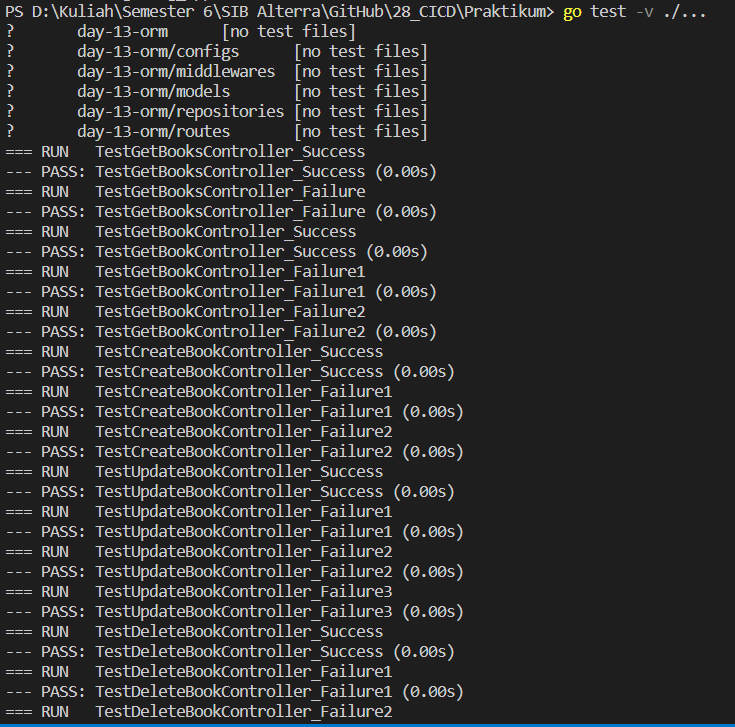 PS D:\Kuliah\Semester 6\SIB Alterra\GitHub\28_CICD\Praktikum> go test -v ./...
?       day-13-orm      [no test files]
?       day-13-orm/configs      [no test files]
?       day-13-orm/middlewares  [no test files]
?       day-13-orm/models       [no test files]
?       day-13-orm/repositories [no test files]
?       day-13-orm/routes       [no test files]
=== RUN   TestGetBooksController_Success
--- PASS: TestGetBooksController_Success (0.00s)
=== RUN   TestGetBooksController_Failure
--- PASS: TestGetBooksController_Failure (0.00s)
=== RUN   TestGetBookController_Success
--- PASS: TestGetBookController_Success (0.00s)
=== RUN   TestGetBookController_Failure1
--- PASS: TestGetBookController_Failure1 (0.00s)
=== RUN   TestGetBookController_Failure2
--- PASS: TestGetBookController_Failure2 (0.00s)
=== RUN   TestCreateBookController_Success
--- PASS: TestCreateBookController_Success (0.00s)
=== RUN   TestCreateBookController_Failure1
--- PASS: TestCreateBookController_Failure1 (0.00s)
=== RUN   TestCreateBookController_Failure2
--- PASS: TestCreateBookController_Failure2 (0.00s)
=== RUN   TestUpdateBookController_Success
--- PASS: TestUpdateBookController_Success (0.00s)
=== RUN   TestUpdateBookController_Failure1
--- PASS: TestUpdateBookController_Failure1 (0.00s)
=== RUN   TestUpdateBookController_Failure2
--- PASS: TestUpdateBookController_Failure2 (0.00s)
=== RUN   TestUpdateBookController_Failure3
--- PASS: TestUpdateBookController_Failure3 (0.00s)
=== RUN   TestDeleteBookController_Success
--- PASS: TestDeleteBookController_Success (0.00s)
=== RUN   TestDeleteBookController_Failure1
--- PASS: TestDeleteBookController_Failure1 (0.00s)
=== RUN   TestDeleteBookController_Failure2